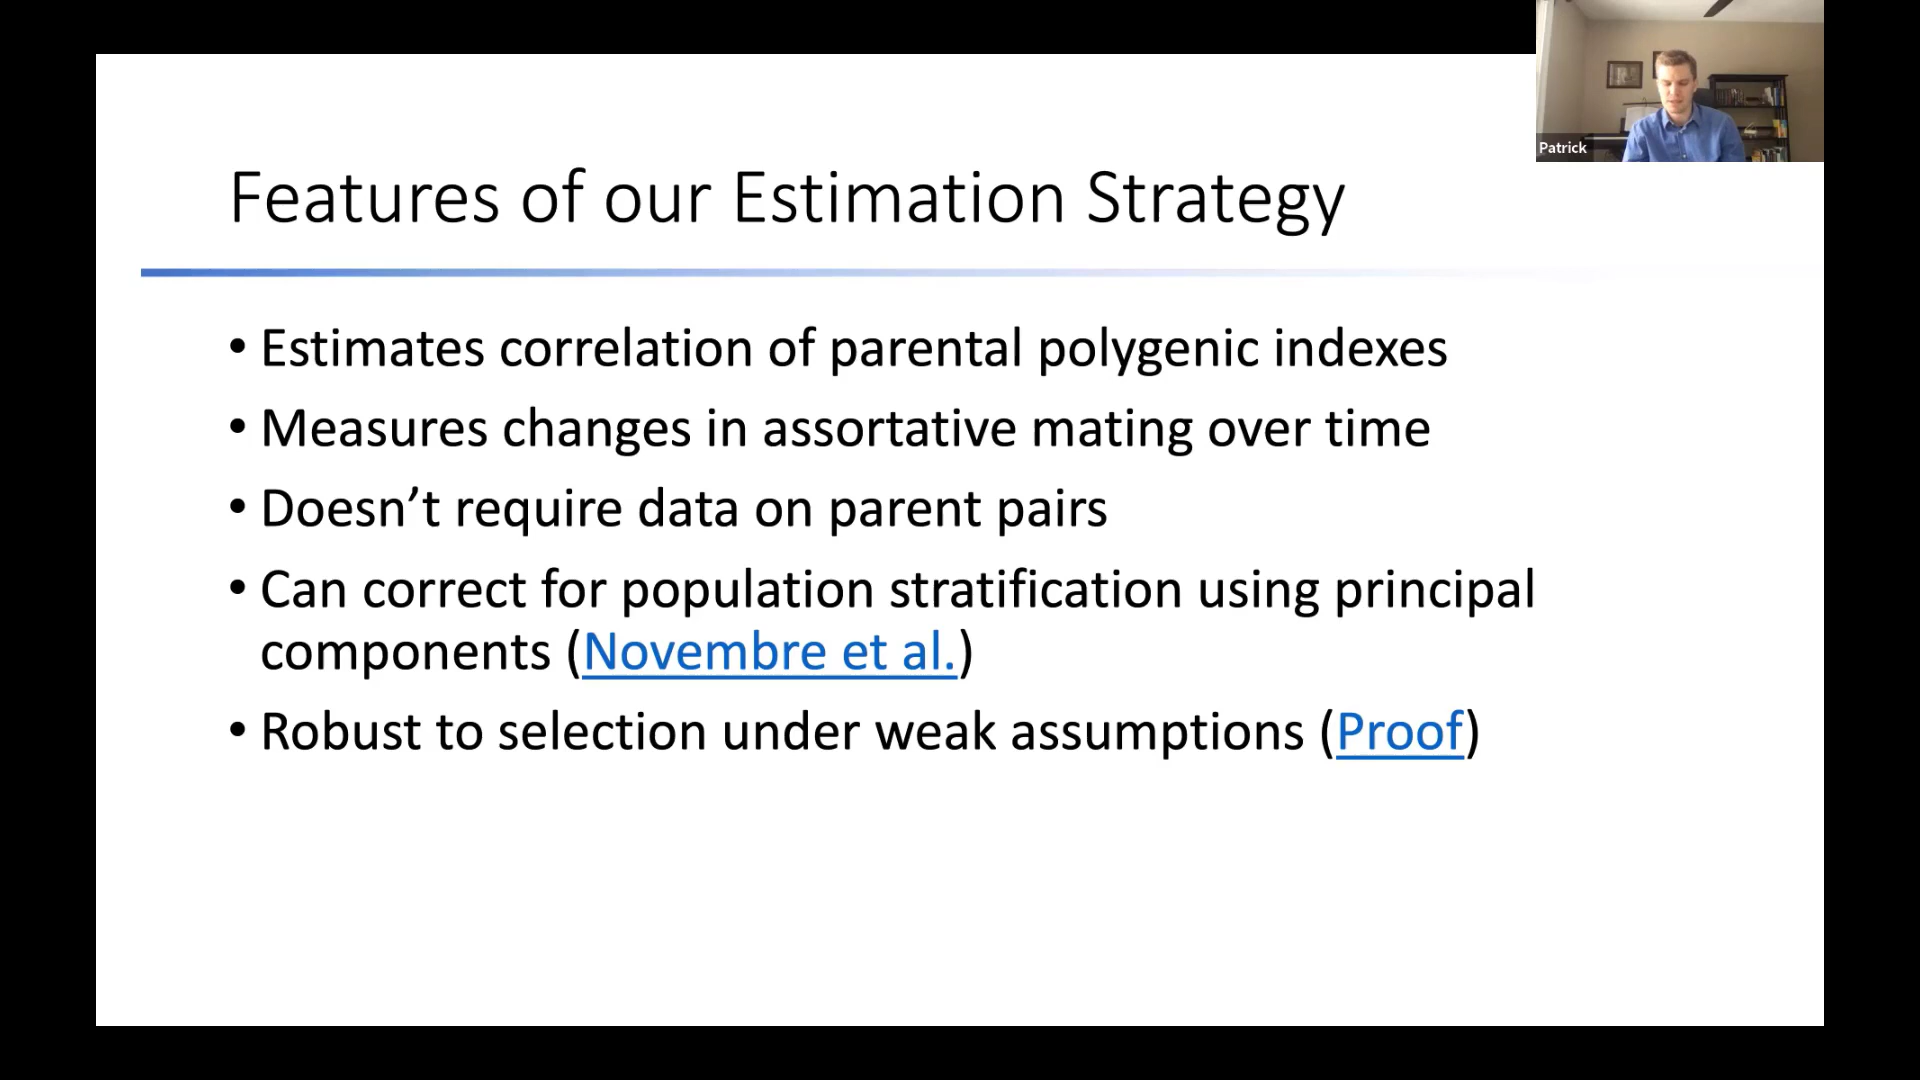 Patrick
Features of our Estimation Strategy
• Estimates correlation of parental polygenic indexes
• Measures changes in assortative mating over time
• Doesn’t require data on parent pairs
• Can correct for population stratification using principal
components (Novembre et al.)
• Robust to selection under weak assumptions (Proof)